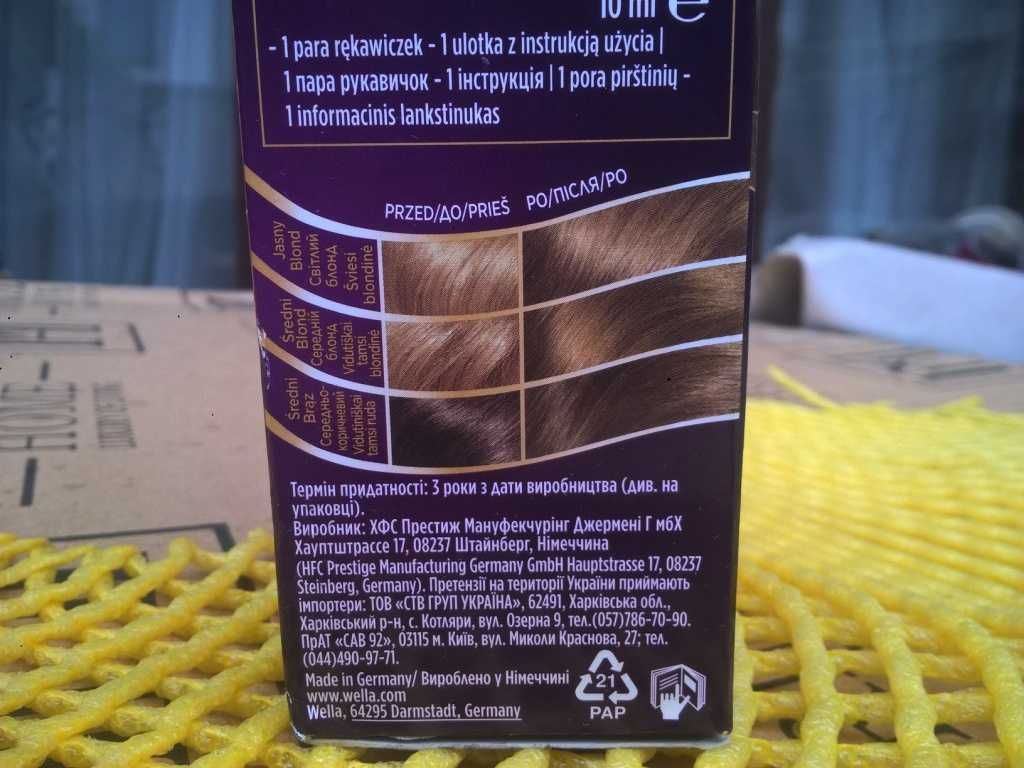 10 ml ℮
- 1 para rękawiczek - 1 ulotka z instrukcją użycia |
1 пара рукавичок - 1 інструкція | 1 pora pirštinių -
1 informacinis lankstinukas
PRZED/ДО/PRIEŠ PO/ПІСЛЯ/PO
Jasny
Blond
Світлий
блонд
Šviesi
blondinė
Średni
Blond
Середній
блонд
Vidutiškai
tamsi
blondinė
Średni
Brąz
Середньо-
коричневий
Vidutiniškai
tamsi ruda
Термін придатності: 3 роки з дати виробництва (див. на
упаковці).
Виробник: ХФС Престиж Мануфекчурінг Джермені Г мбХ
Хауптштрассе 17, 08237 Штайнберг, Німеччина
(HFC Prestige Manufacturing Germany GmbH Hauptstrasse 17, 08237
Steinberg, Germany). Претензії на території України приймають
імпортери: ТОВ «СТВ ГРУП УКРАЇНА», 62491, Харківська обл.,
Харківський р-н, с. Котляри, вул. Озерна 9, тел.(057)786-70-90.
ПрАТ «САВ 92», 03115 м. Київ, вул. Миколи Краснова, 27; тел.
(044)490-97-71.
Made in Germany/ Вироблено у Німеччині
www.wella.com
Wella, 64295 Darmstadt, Germany
21
PAP